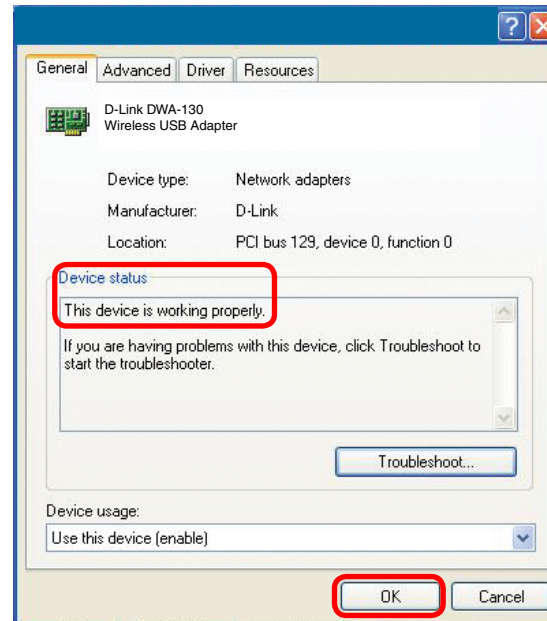 General Advanced Driver Resources
D-Link DWA-130
Wireless USB Adapter
Device type: Network adapters
Manufacturer: D-Link
Location: PCI bus 129, device 0, function 0
Device status
This device is working properly.
If you are having problems with this device, click Troubleshoot to
start the troubleshooter.
Troubleshoot...
Device usage:
Use this device (enable)
OK Cancel